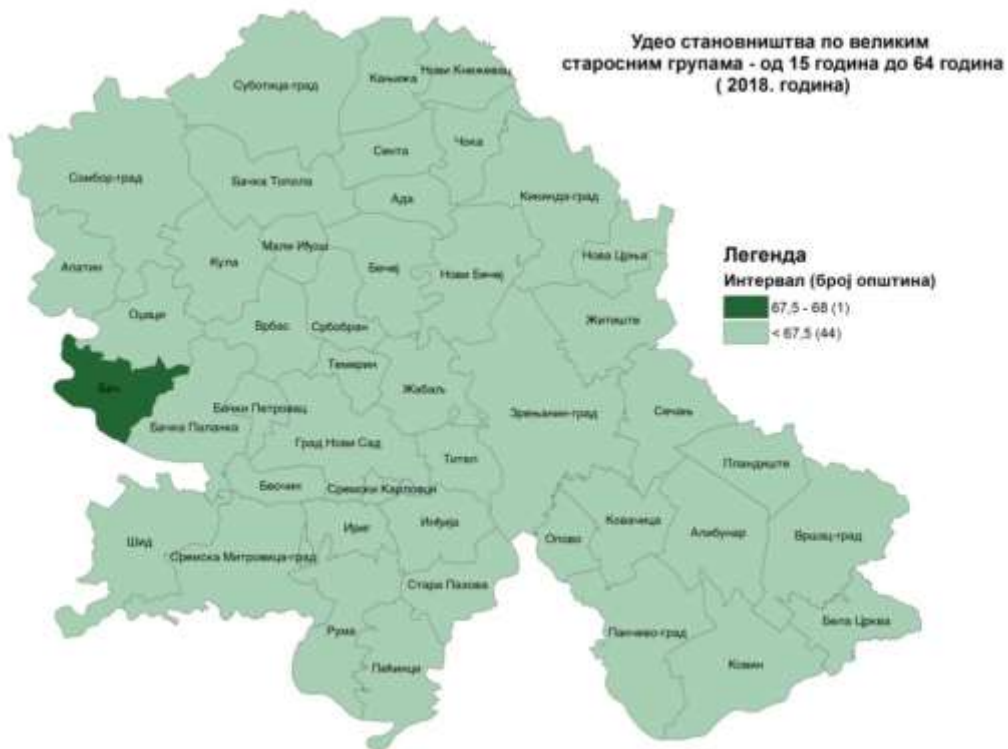 Удео становништва по великим
старосним групама - од 15 година до 64 година
( 2018. година)
Суботица-град
Кањижа
Нови Кнежевац
Сента
Чока
Сомбор-град
Бачка Топола
Ада
Кикинда-град
Апатин
Кула
Мали Иђош
Бечеј
Нови Бечеј
Нова Црња
Легенда
Интервал (број општина)
67,5 - 68 (1)
< 67,5 (44)
Оџаци
Врбас
Србобран
Житиште
Темерин
Бач
Жабаљ
Бачки Петровац
Зрењанин-град
Сечањ
Бачка Паланка
Град Нови Сад
Тител
Пландиште
Беочин
Сремски Карловци
Шид
Сремска Митровица-град
Ириг
Инђија
Опово
Ковачица
Алибунар
Вршац-град
Стара Пазова
Рума
Панчево-град
Бела Црква
Пећинци
Ковин